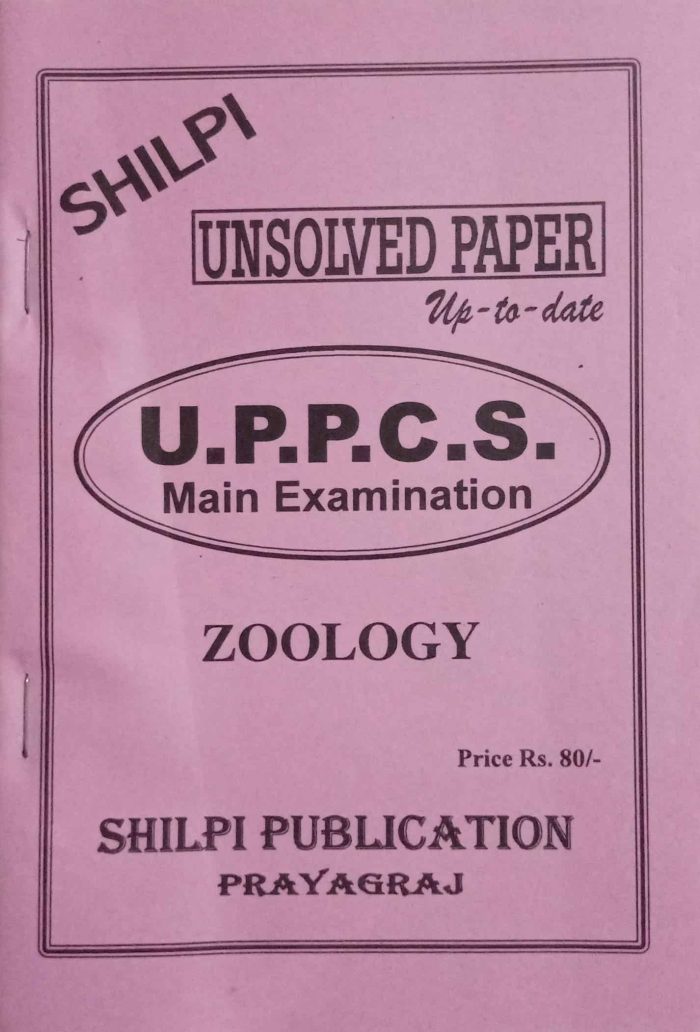 SHILPI
UNSOLVED PAPER
Up-to-date
U.P.P.C.S.
Main Examination
ZOOLOGY
Price Rs. 80/-
SHILPI PUBLICATION
PRAYAGRAJ